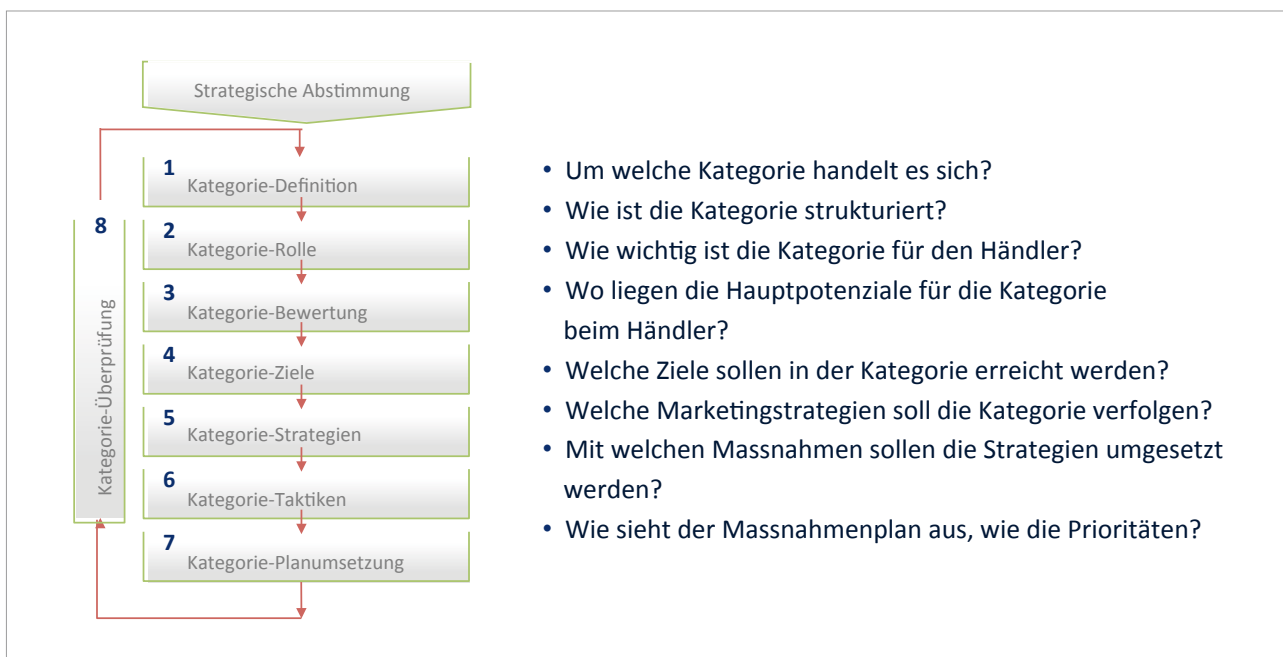 Strategische Abstimmung
1
Kategorie-Definition
2
Kategorie-Rolle
3
Kategorie-Bewertung
4
Kategorie-Ziele
5
Kategorie-Strategien
6
Kategorie-Taktiken
7
Kategorie-Planumsetzung
8
Kategorie-Überprüfung
• Um welche Kategorie handelt es sich?
• Wie ist die Kategorie strukturiert?
• Wie wichtig ist die Kategorie für den Händler?
• Wo liegen die Hauptpotenziale für die Kategorie
beim Händler?
• Welche Ziele sollen in der Kategorie erreicht werden?
• Welche Marketingstrategien soll die Kategorie verfolgen?
• Mit welchen Massnahmen sollen die Strategien umgesetzt
werden?
• Wie sieht der Massnahmenplan aus, wie die Prioritäten?